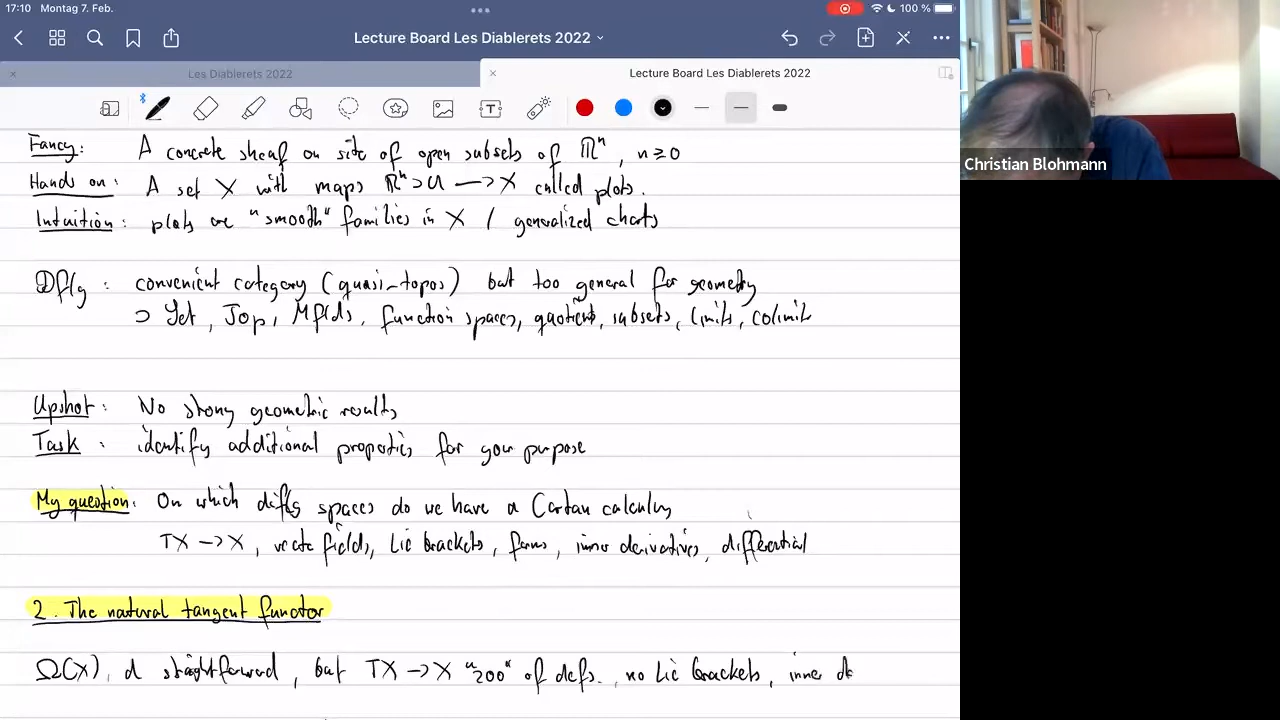 17:10 Montag 7. Feb.
100 %
Lecture Board Les Diablerets 2022
Les Diablerets 2022
Lecture Board Les Diablerets 2022
Christian Blohmann
Fancy: A concrete sheaf on site of open subsets of ℝⁿ, n≥0
Hands on: A set X with maps ℝⁿ ⊃ U → X called plots.
Intuition: plots are "smooth" families in X / generalized charts
Dflg: convenient category (quasi-topos) but too general for geometry
⊃ Set, Top, Mflds, function spaces, quotients, subsets, limits, colimits
Upshot: No strong geometric results
Task: identify additional properties for your purpose
My question: On which diflg spaces do we have a Cartan calculus
TX → X, vector fields, Lie brackets, forms, inner derivatives, differential
2. The natural tangent functor
Ω(X), d straightforward, but TX → X "zoo" of defs., no Lie brackets, inner de